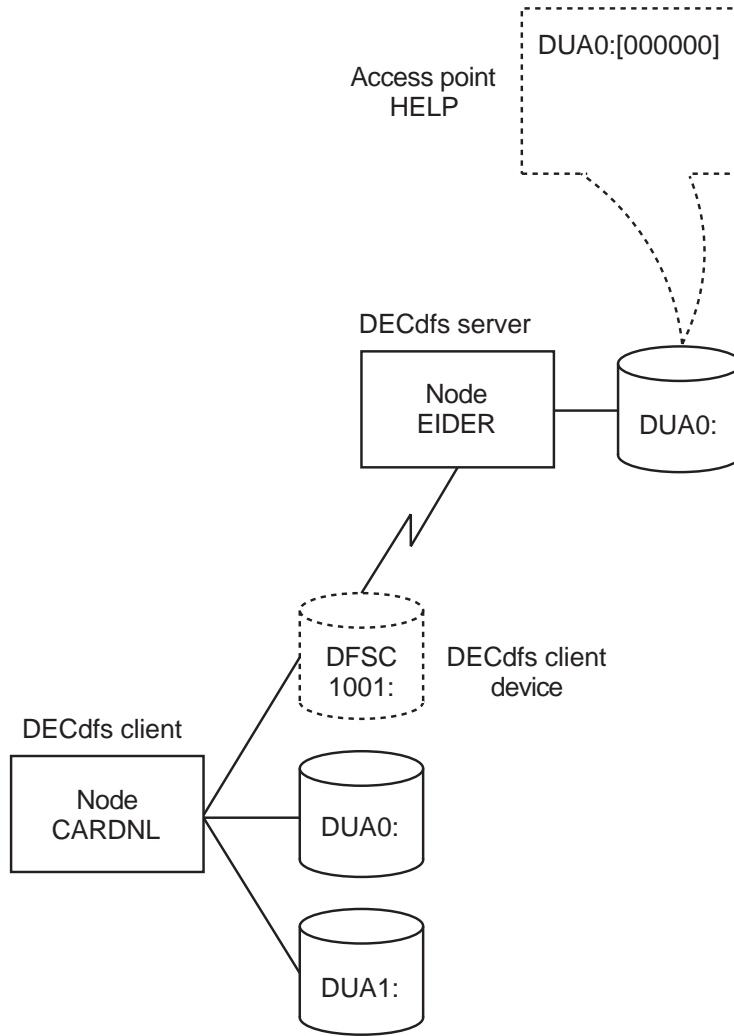 DUA0:[000000]
Access point
HELP
DECdfs server
Node
EIDER
DUA0:
DFSC
1001:
DECdfs client
device
DECdfs client
Node
CARDNL
DUA0:
DUA1: